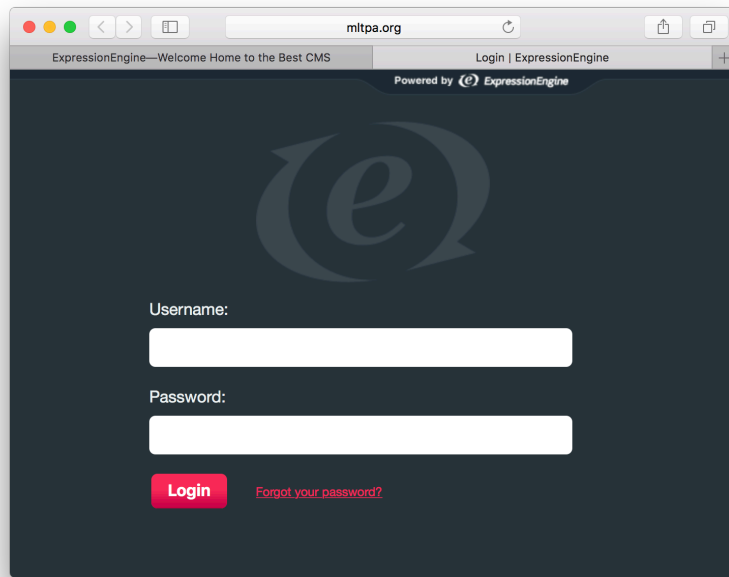 mltpa.org
ExpressionEngine—Welcome Home to the Best CMS
Login | ExpressionEngine
Powered by e ExpressionEngine
e
Username:
Password:
Login
Forgot your password?